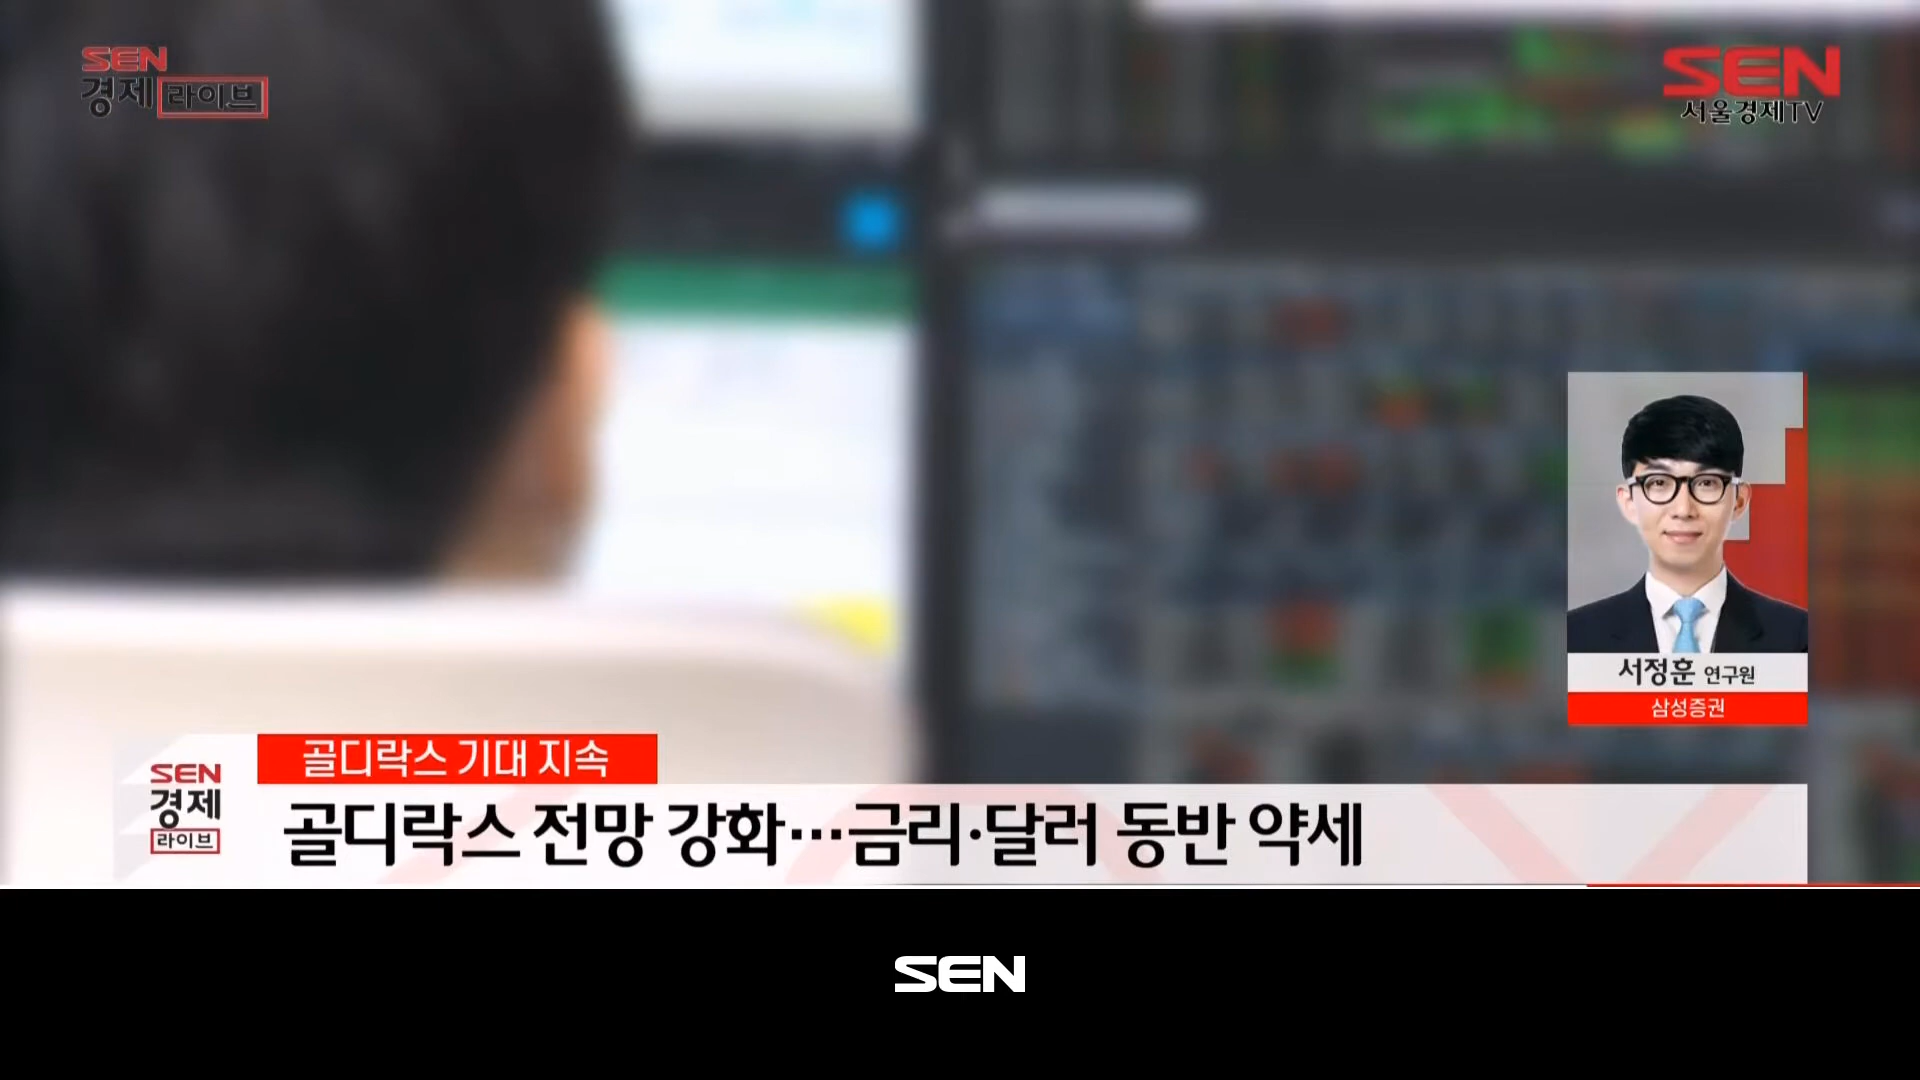 SEN
경제 라이브
SEN
서울경제TV
서정훈 연구원
삼성증권
골디락스 기대 지속
SEN
경제
라이브
골디락스 전망 강화…금리·달러 동반 약세
SEN